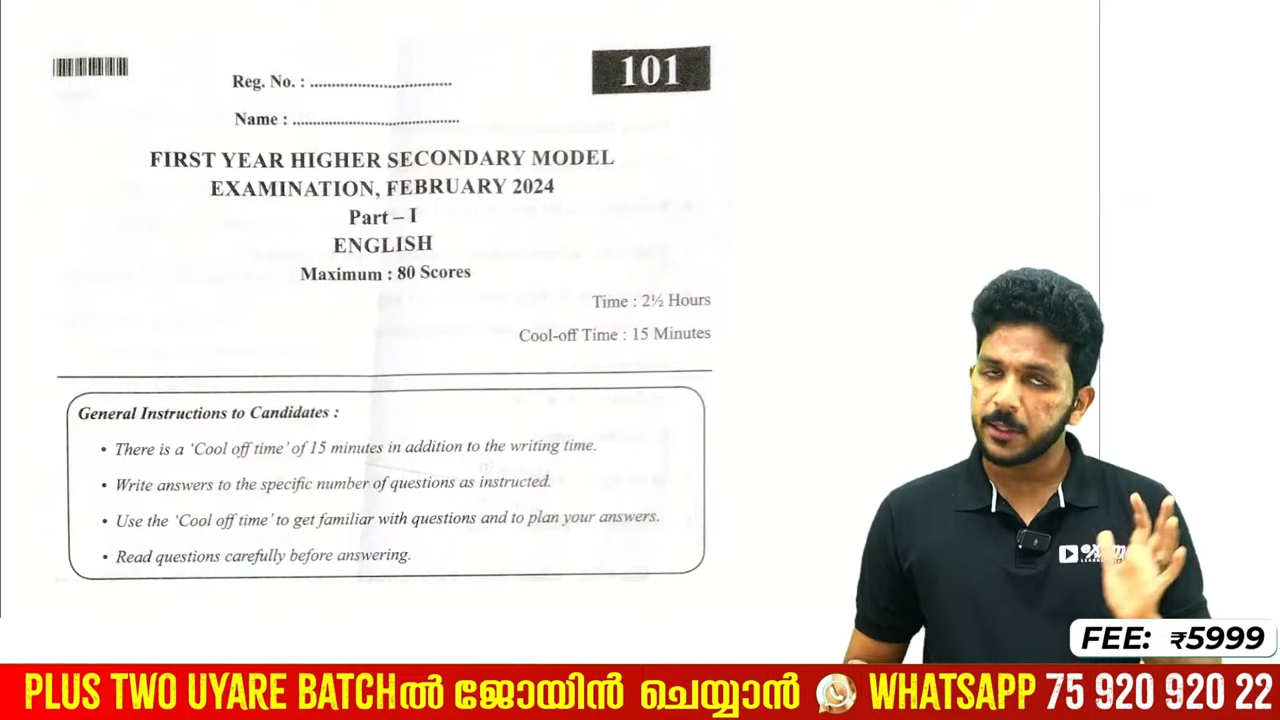 101
Reg. No. : ........................................
Name : ...............................................
FIRST YEAR HIGHER SECONDARY MODEL
EXAMINATION, FEBRUARY 2024
Part – I
ENGLISH
Maximum : 80 Scores
Time : 2½ Hours
Cool-off Time : 15 Minutes
General Instructions to Candidates :
• There is a ‘Cool off time’ of 15 minutes in addition to the writing time.
• Write answers to the specific number of questions as instructed.
• Use the ‘Cool off time’ to get familiar with questions and to plan your answers.
• Read questions carefully before answering.
FEE: ₹5999
PLUS TWO UYARE BATCHൽ ജോയിൻ ചെയ്യാൻ WHATSAPP 75 920 920 22